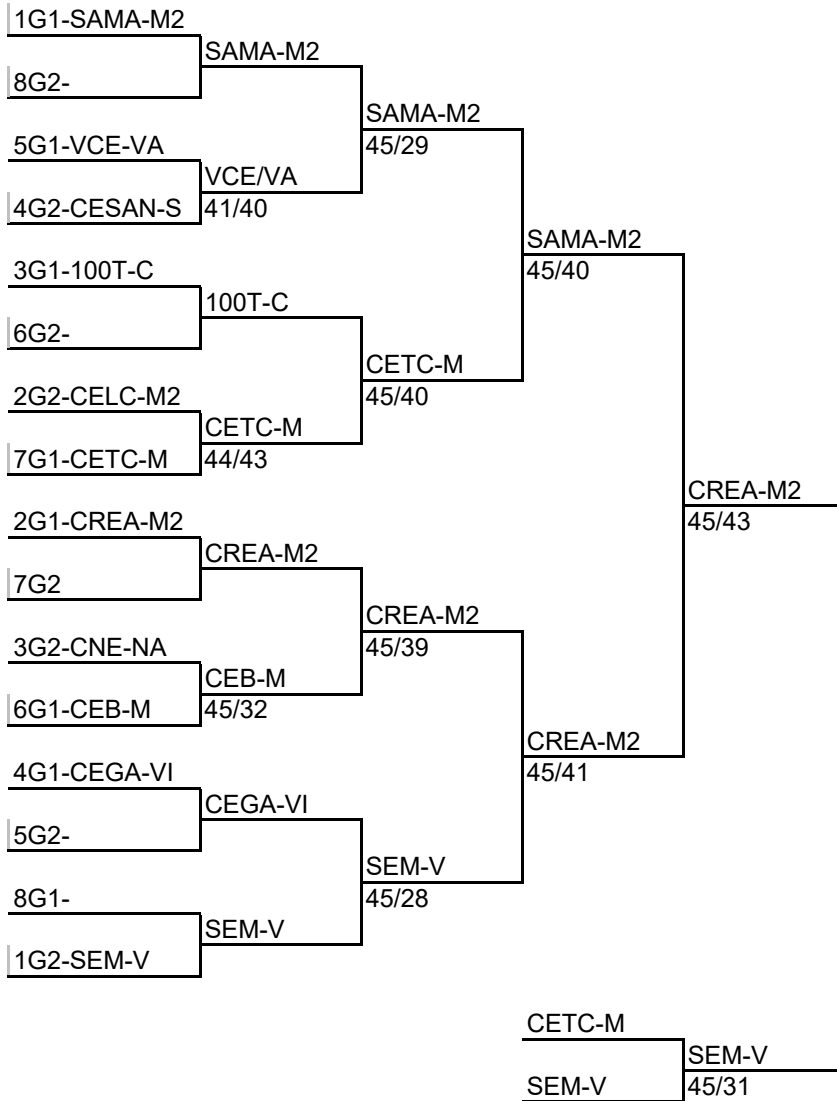 1G1-SAMA-M2
SAMA-M2
8G2-
SAMA-M2
45/29
5G1-VCE-VA
VCE/VA
4G2-CESAN-S
41/40
SAMA-M2
45/40
3G1-100T-C
100T-C
6G2-
CETC-M
45/40
2G2-CELC-M2
CETC-M
7G1-CETC-M
44/43
CREA-M2
45/43
2G1-CREA-M2
CREA-M2
7G2
CREA-M2
45/39
3G2-CNE-NA
CEB-M
6G1-CEB-M
45/32
CREA-M2
45/41
4G1-CEGA-VI
CEGA-VI
5G2-
SEM-V
45/28
8G1-
SEM-V
1G2-SEM-V
CETC-M
SEM-V
SEM-V
45/31